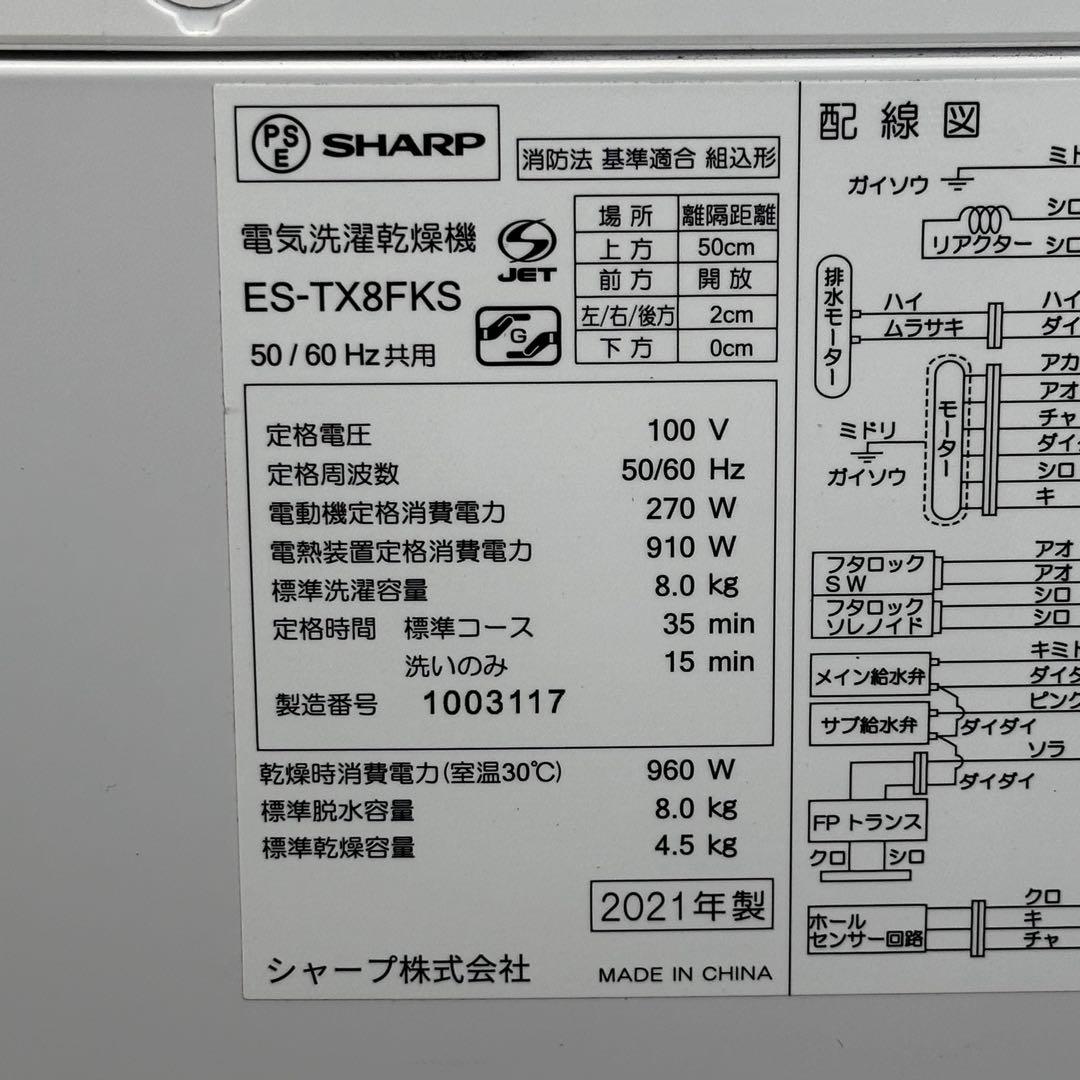 PSE SHARP
消防法 基準適合 組込形
電気洗濯乾燥機
JET
ES-TX8FKS
G
50 / 60 Hz 共用
場 所 離隔距離
上 方 50cm
前 方 開 放
左/右/後方 2cm
下 方 0cm
定格電圧 100 V
定格周波数 50/60 Hz
電動機定格消費電力 270 W
電熱装置定格消費電力 910 W
標準洗濯容量 8.0 kg
定格時間 標準コース 35 min
洗いのみ 15 min
製造番号 1003117
乾燥時消費電力(室温30℃) 960 W
標準脱水容量 8.0 kg
標準乾燥容量 4.5 kg
2021年製
シャープ株式会社 MADE IN CHINA
配 線 図
ガイソウ
リアクター
シロ
排水モーター
ハイ
ムラサキ
ハイ
ミドリ
ガイソウ
モーター
アカ
アオ
チャ
シロ
キ
フタロック
SW
アオ
アオ
フタロック
ソレノイド
シロ
シロ
メイン給水弁
サブ給水弁
ピンク
ダイダイ
ソラ
ダイダイ
FP トランス
クロ シロ
ホール
センサー回路
クロ
キ
チャ